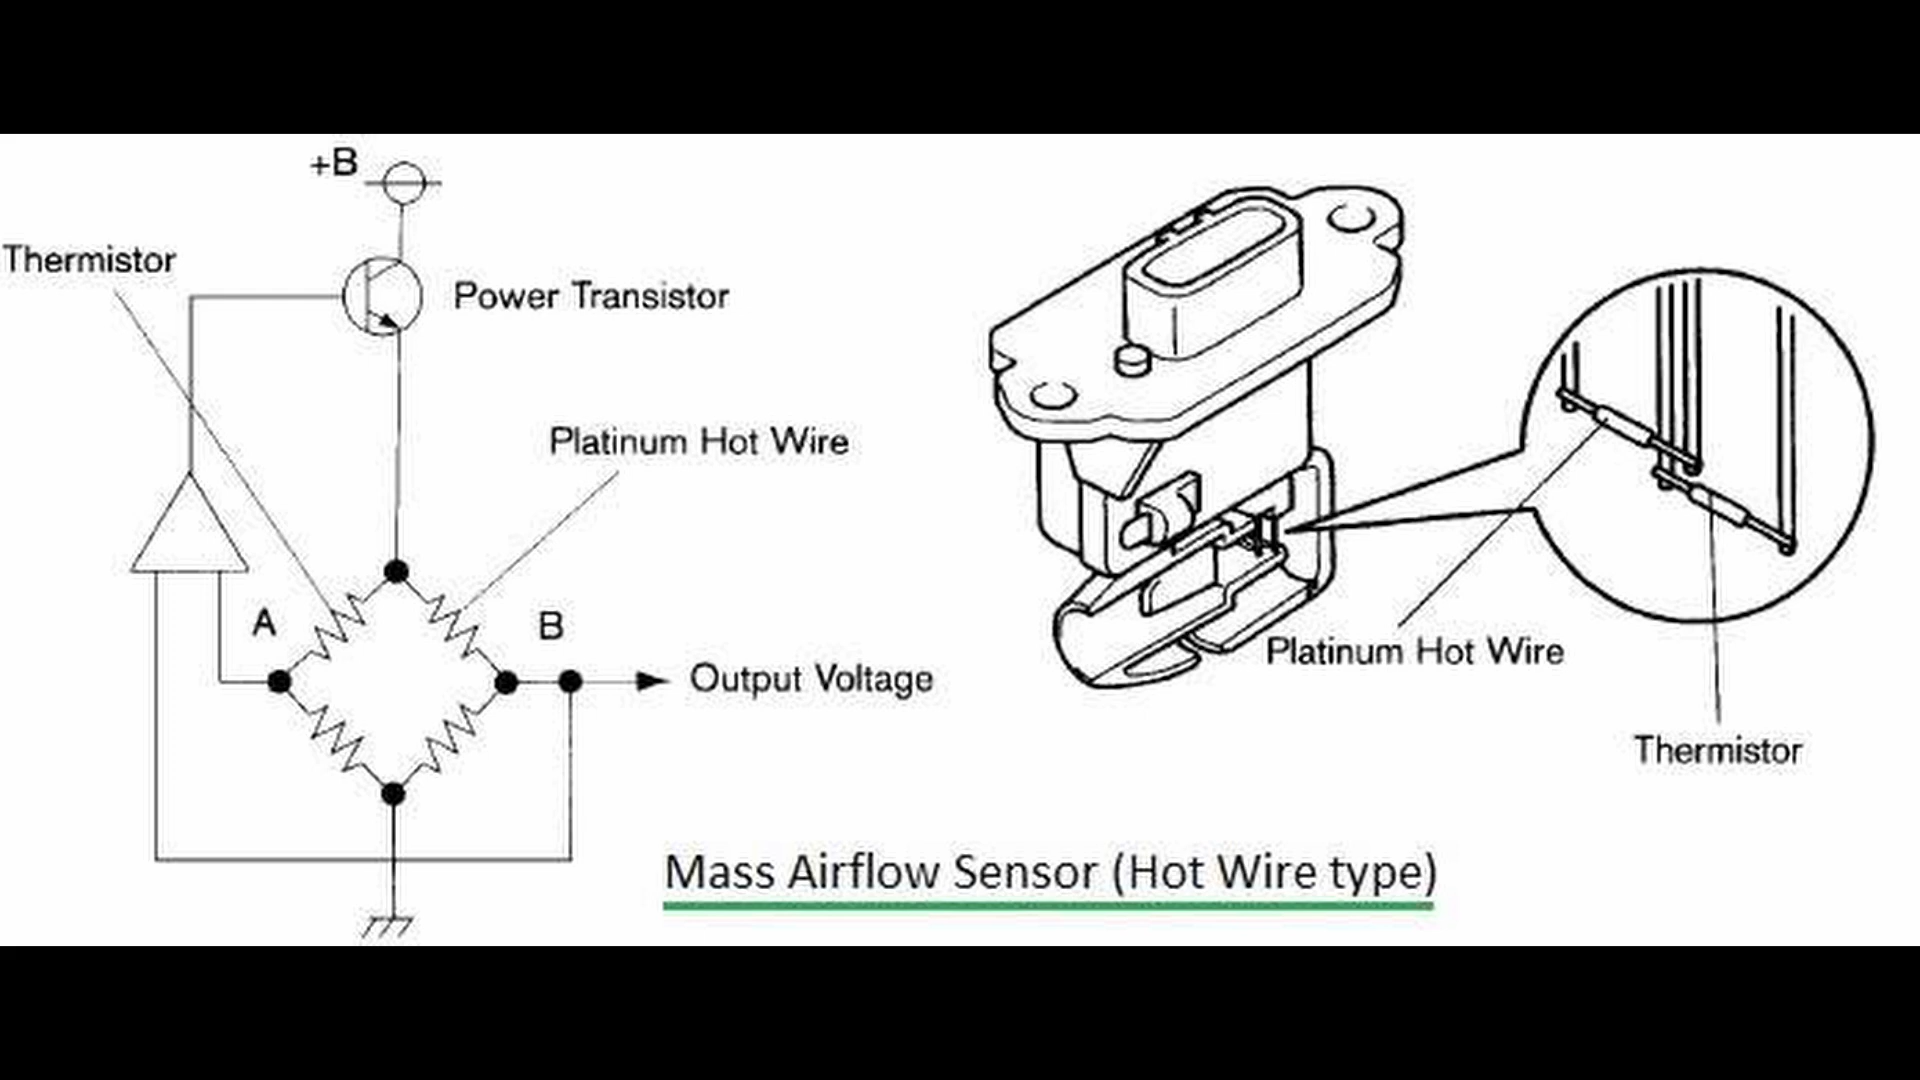 +B
Thermistor
Power Transistor
Platinum Hot Wire
A
B
Output Voltage
Platinum Hot Wire
Thermistor
Mass Airflow Sensor (Hot Wire type)